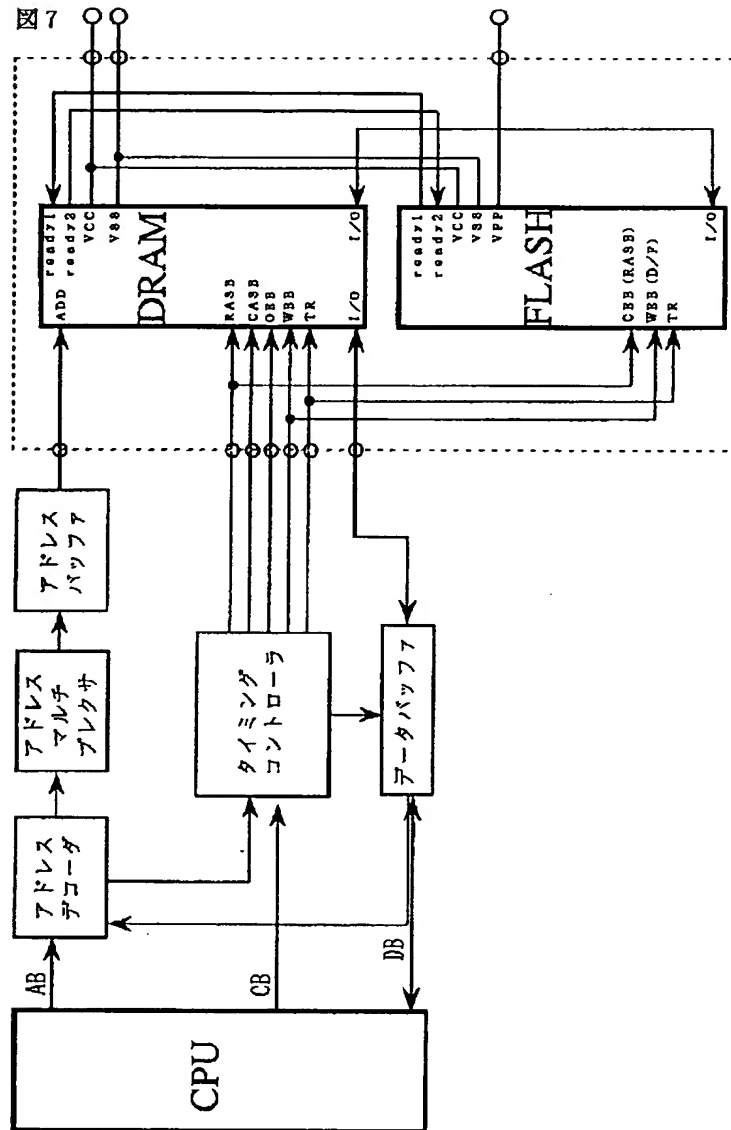 図7
ready1
ready2
VCC
VSS
ADD
DRAM
RASB
CASB
OEB
WEB
TR
I/O
I/O
ready1
ready2
VCC
VSS
VPP
FLASH
CEB(RASB)
WEB(D/F)
TR
I/O
アドレス
バッファ
アドレス
マルチ
プレクサ
アドレス
デコーダ
タイミング
コントローラ
データバッファ
AB
CB
DB
CPU